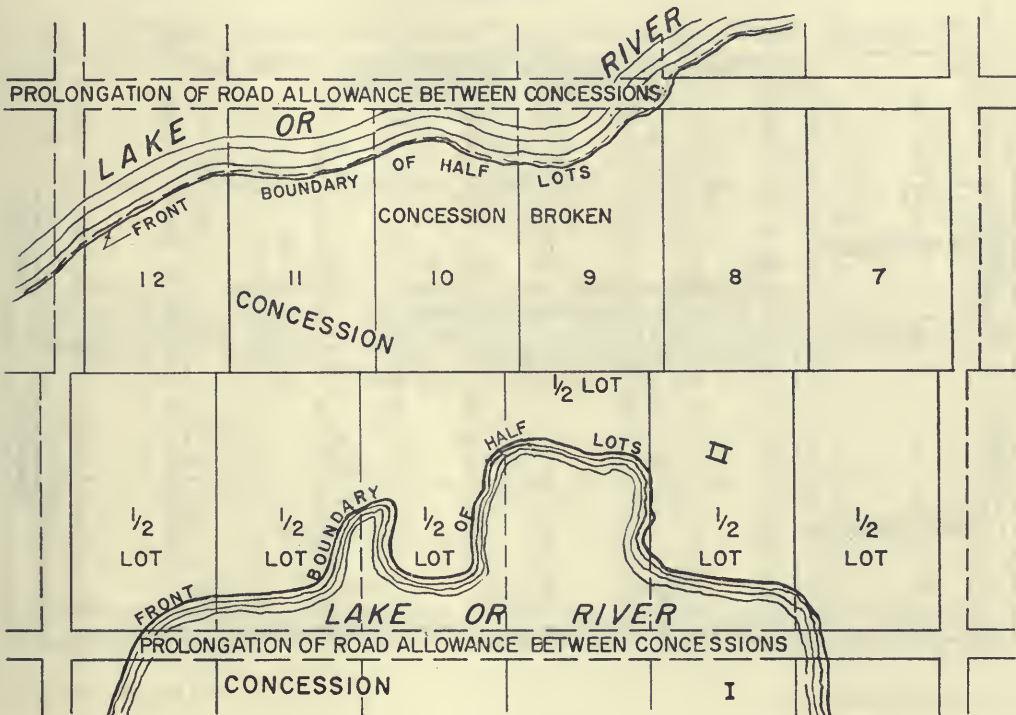 RIVER
PROLONGATION OF ROAD ALLOWANCE BETWEEN CONCESSIONS
LAKE OR
FRONT BOUNDARY OF HALF LOTS
CONCESSION BROKEN
12 11 10 9 8 7
CONCESSION
1/2 LOT
HALF LOTS
II
BOUNDARY OF
1/2 LOT
1/2 LOT
1/2 LOT
1/2 LOT
1/2 LOT
FRONT
LAKE OR RIVER
PROLONGATION OF ROAD ALLOWANCE BETWEEN CONCESSIONS
CONCESSION I